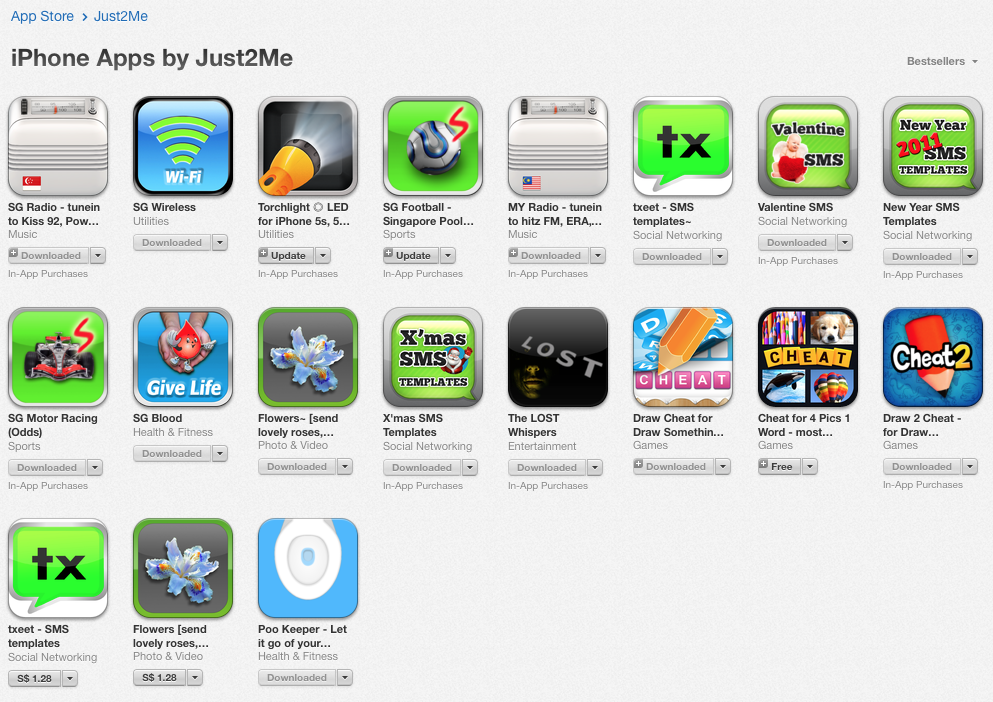 App Store › Just2Me
iPhone Apps by Just2Me
Bestsellers
Wi-Fi
S
tx
Valentine
SMS
New Year
2011 SMS
TEMPLATES
SG Radio - tunein
to Kiss 92, Pow...
Music
Downloaded
In-App Purchases
SG Wireless
Utilities
Downloaded
Torchlight LED
for iPhone 5s, 5...
Utilities
Update
In-App Purchases
SG Football -
Singapore Pool...
Sports
Update
In-App Purchases
MY Radio - tunein
to hitz FM, ERA,...
Music
Downloaded
In-App Purchases
txeet - SMS
templates~
Social Networking
Downloaded
Valentine SMS
Social Networking
Downloaded
In-App Purchases
New Year SMS
Templates
Social Networking
Downloaded
In-App Purchases
S
Give Life
X'mas
SMS
TEMPLATES
LOST
DRAW
CHEAT
CHEAT
Cheat2
SG Motor Racing
(Odds)
Sports
Downloaded
In-App Purchases
SG Blood
Health & Fitness
Downloaded
Flowers~ [send
lovely roses,...
Photo & Video
Downloaded
X'mas SMS
Templates
Social Networking
Downloaded
In-App Purchases
The LOST
Whispers
Entertainment
Downloaded
In-App Purchases
Draw Cheat for
Draw Somethin...
Games
Downloaded
Cheat for 4 Pics 1
Word - most...
Games
Free
Draw 2 Cheat -
for Draw...
Games
Downloaded
In-App Purchases
tx
txeet - SMS
templates
Social Networking
S$ 1.28
Flowers [send
lovely roses,...
Photo & Video
S$ 1.28
Poo Keeper - Let
it go of your...
Health & Fitness
Downloaded